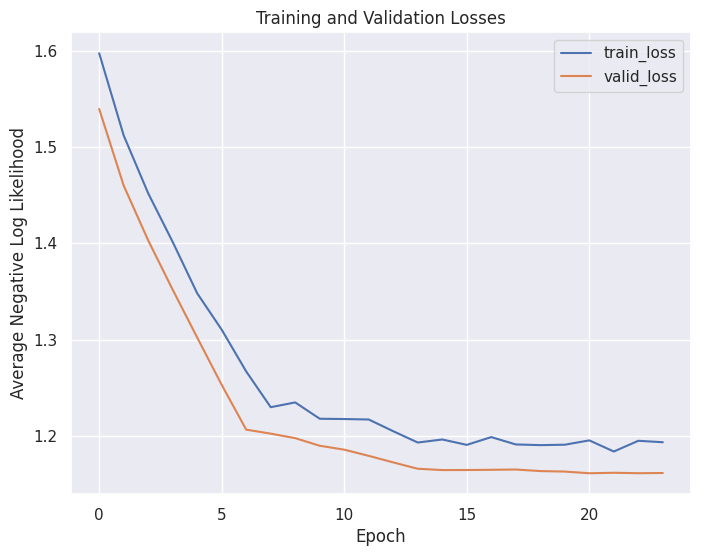 Training and Validation Losses
train_loss
valid_loss
Average Negative Log Likelihood
1.6
1.5
1.4
1.3
1.2
0
5
10
15
20
Epoch